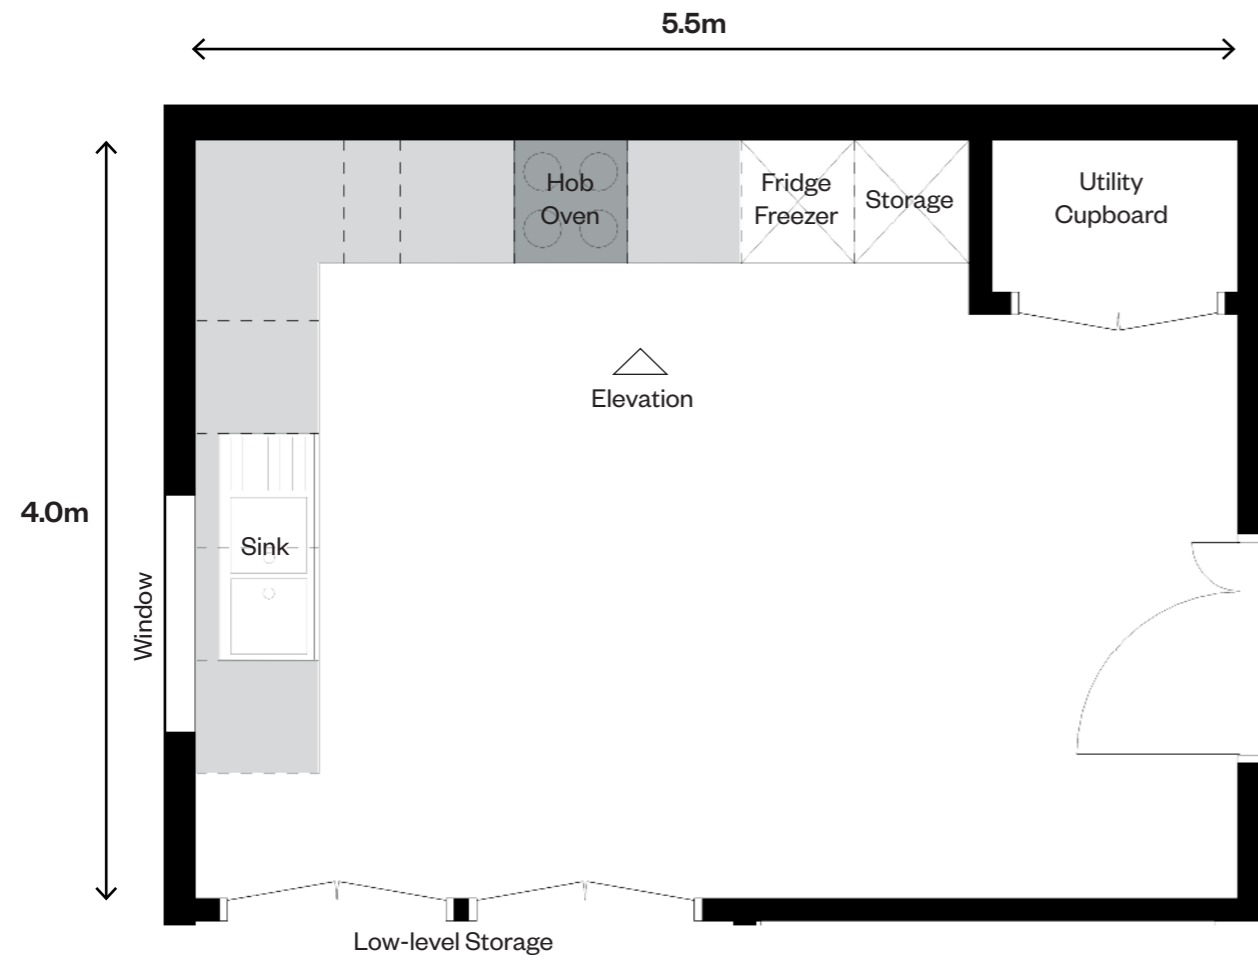 5.5m
Hob
Oven
Fridge
Freezer
Storage
Utility
Cupboard
Elevation
4.0m
Sink
Window
Low-level Storage